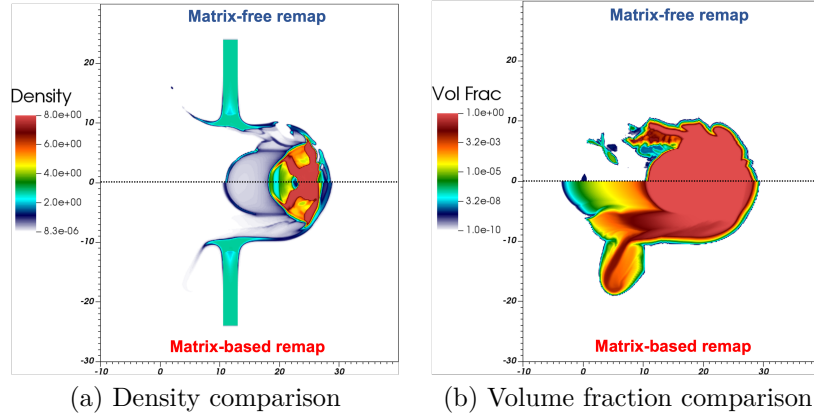 Matrix-free remap
20
Density
8.0e+00
6.0e+00
4.0e+00
2.0e+00
8.3e-06
10
0
-10
-20
-30
Matrix-based remap
-10
0
10
20
30
(a) Density comparison
Matrix-free remap
20
Vol Frac
1.0e+00
3.2e-03
1.0e-05
3.2e-08
1.0e-10
10
0
-10
-20
-30
Matrix-based remap
-10
0
10
20
30
(b) Volume fraction comparison